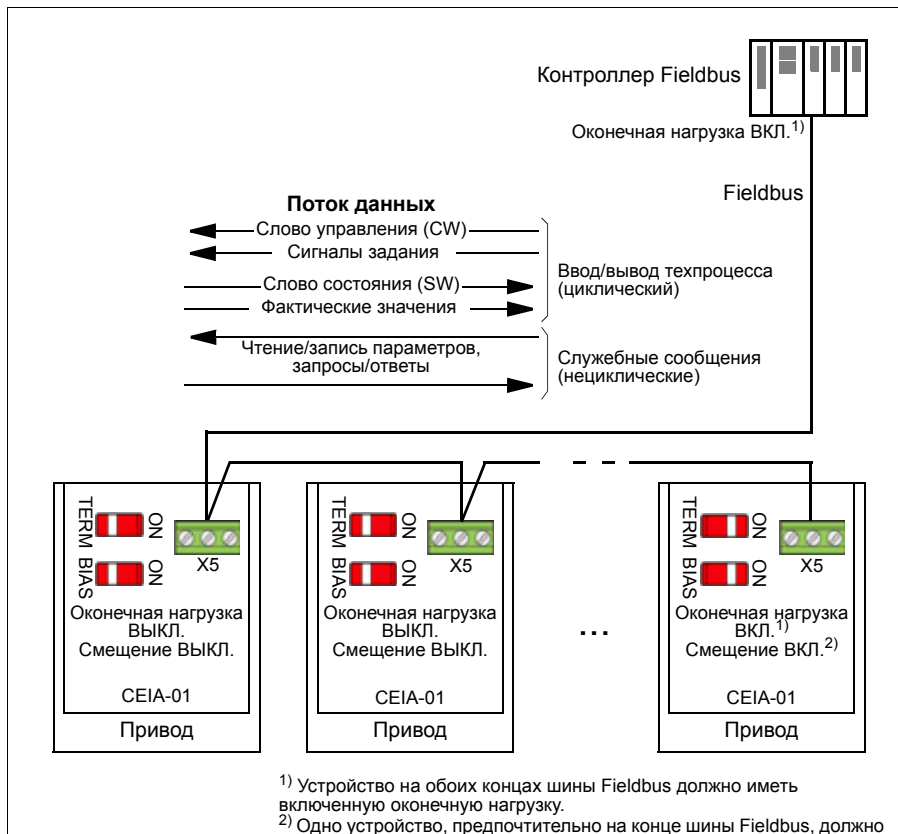 Контроллер Fieldbus
Оконечная нагрузка ВКЛ.1)
Fieldbus
Поток данных
Слово управления (CW)
Сигналы задания
Слово состояния (SW)
Фактические значения
Ввод/вывод техпроцесса
(циклический)
Чтение/запись параметров,
запросы/ответы
Служебные сообщения
(нециклические)
TERM
ON
BIAS
ON
X5
Оконечная нагрузка
ВЫКЛ.
Смещение ВЫКЛ.
CEIA-01
Привод
TERM
ON
BIAS
ON
X5
Оконечная нагрузка
ВЫКЛ.
Смещение ВЫКЛ.
CEIA-01
Привод
...
TERM
ON
BIAS
ON
X5
Оконечная нагрузка
ВКЛ.1)
Смещение ВКЛ.2)
CEIA-01
Привод
1) Устройство на обоих концах шины Fieldbus должно иметь
включенную оконечную нагрузку.
2) Одно устройство, предпочтительно на конце шины Fieldbus, должно